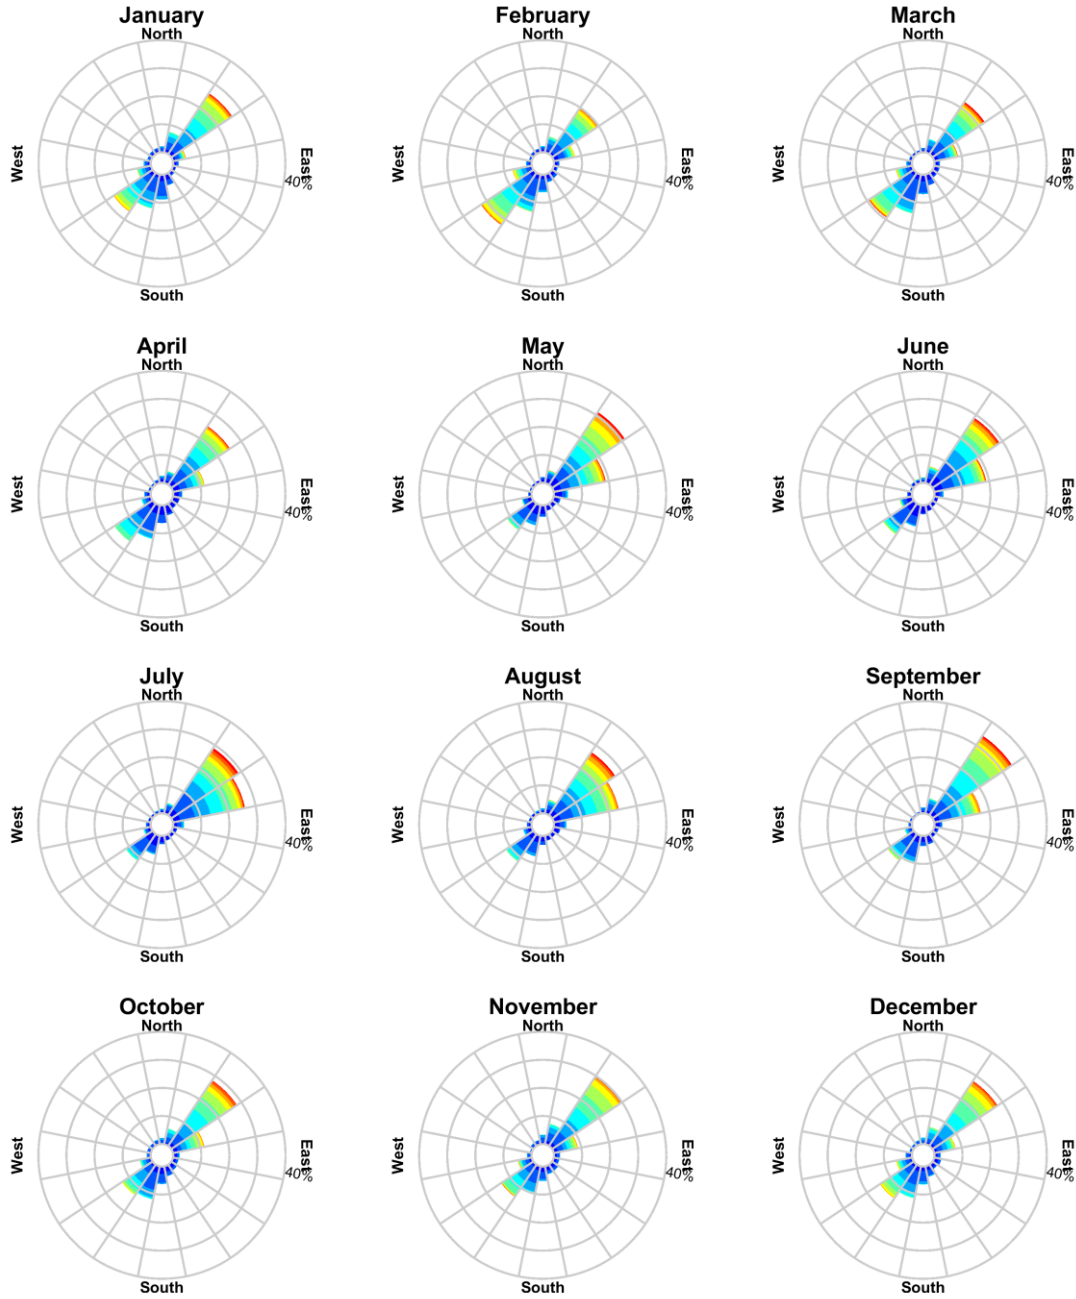 January
North
West
East
40%
South
February
North
West
East
40%
South
March
North
West
East
40%
South
April
North
West
East
40%
South
May
North
West
East
40%
South
June
North
West
East
40%
South
July
North
West
East
40%
South
August
North
West
East
40%
South
September
North
West
East
40%
South
October
North
West
East
40%
South
November
North
West
East
40%
South
December
North
West
East
40%
South